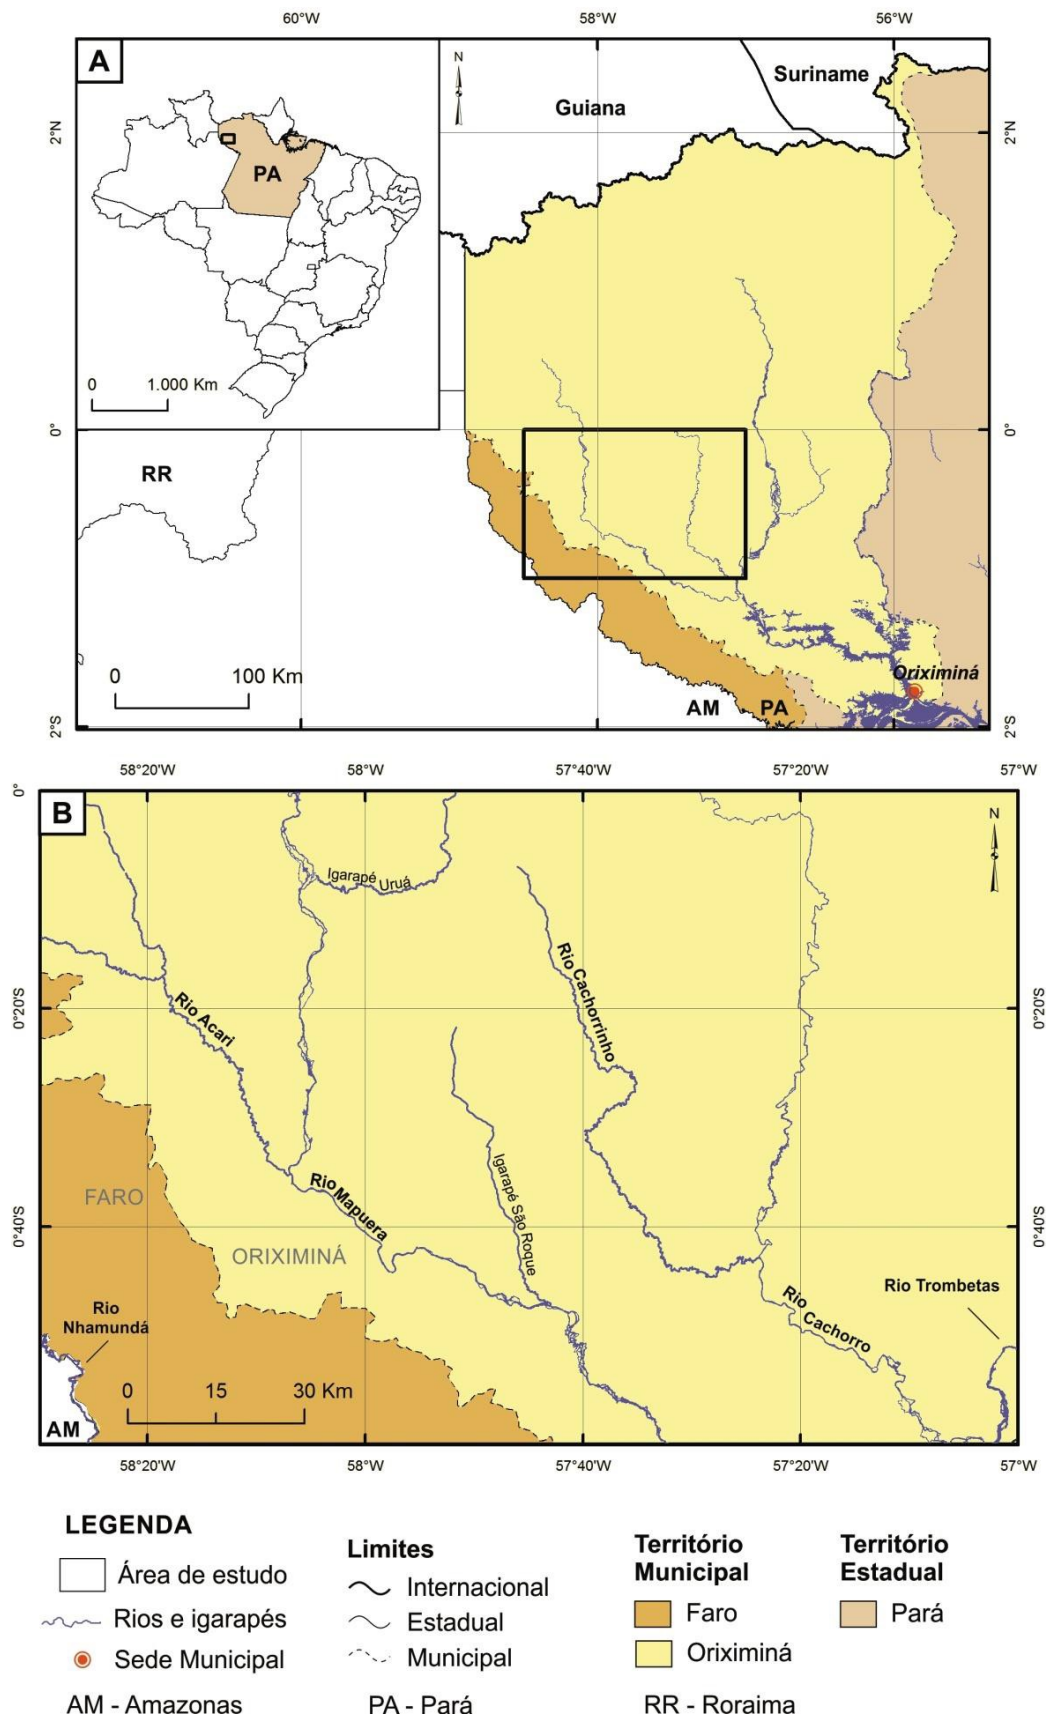 60°W
58°W
56°W
A
N
Suriname
Guiana
2°N
2°N
PA
0
1.000 Km
0°
0°
RR
0
100 Km
Oriximiná
AM
PA
2°S
2°S
58°20'W
58°W
57°40'W
57°20'W
57°W
0°
B
N
Igarapé Uruá
Rio Cachorrinho
0°20'S
0°20'S
Rio Acari
Igarapé São Roque
FARO
Rio Mapuera
0°40'S
0°40'S
ORIXIMINÁ
Rio Trombetas
Rio
Nhamundá
Rio Cachorro
0
15
30 Km
AM
58°20'W
58°W
57°40'W
57°20'W
57°W
LEGENDA
Área de estudo
Rios e igarapés
Sede Municipal
AM - Amazonas
Limites
Internacional
Estadual
Municipal
PA - Pará
Território
Municipal
Faro
Oriximiná
RR - Roraima
Território
Estadual
Pará